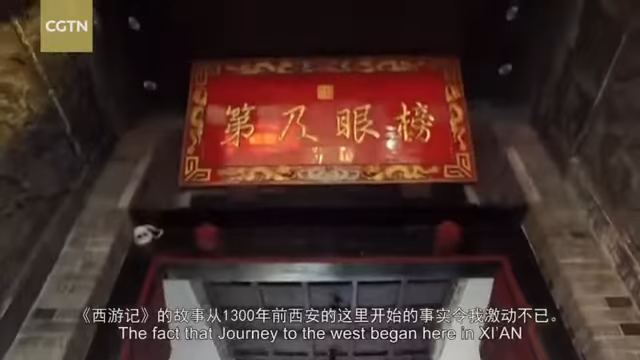 CGTN
榜眼及第
《西游记》的故事从1300年前西安的这里开始的事实令我激动不已。
The fact that Journey to the west began here in XI'AN